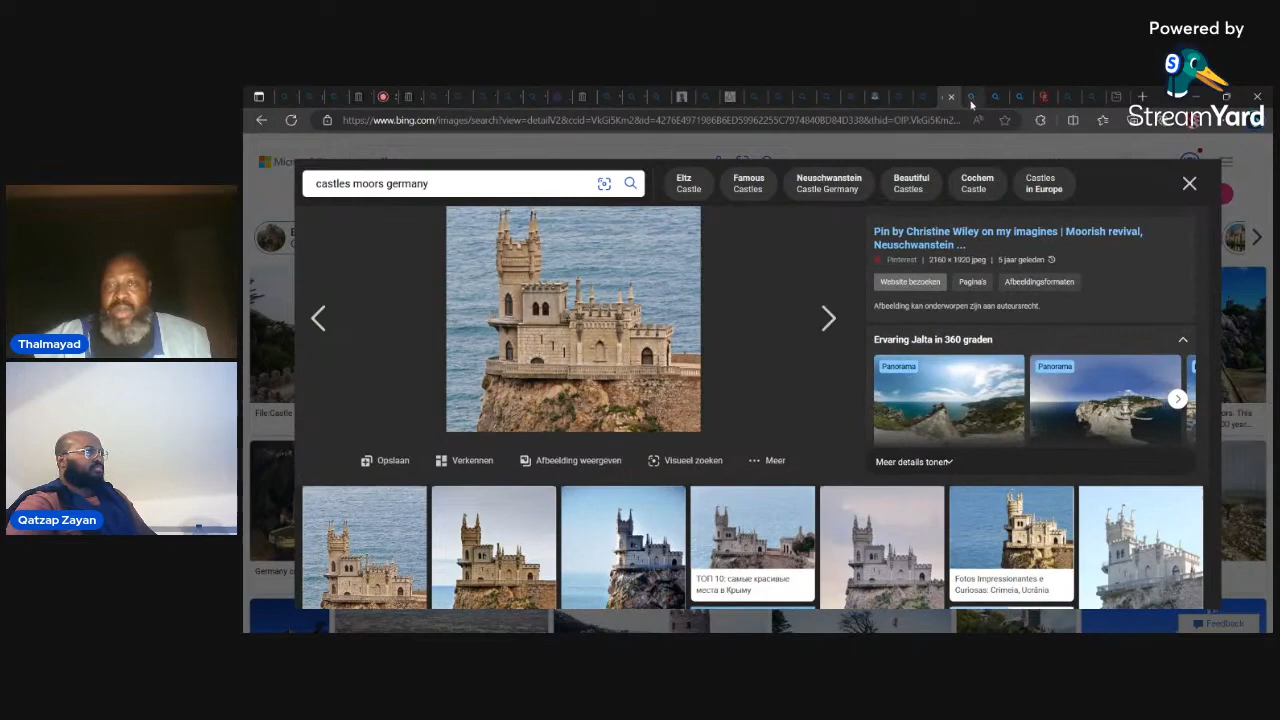 Powered by
S
StreamYard
https://www.bing.com/images/search?view=detailV2&ccid=VkGi5Km2&id=4276E4971986B6ED59962255C7974840BD84D338&thid=OIP.VkGi5Km2...
castles moors germany
Eltz
Castle
Famous
Castles
Neuschwanstein
Castle Germany
Beautiful
Castles
Cochem
Castle
Castles
in Europe
Pin by Christine Wiley on my imagines | Moorish revival,
Neuschwanstein ...
Pinterest | 2160 × 1920 jpeg | 5 jaar geleden
Website bezoeken
Pagina's
Afbeeldingsformaten
Afbeelding kan onderworpen zijn aan auteursrecht.
Ervaring Jalta in 360 graden
Panorama
Panorama
Meer details tonen
Opslaan
Verkennen
Afbeelding weergeven
Visueel zoeken
Meer
File:Castle
Germany
ТОП 10: самые красивые
места в Крыму
Fotos Impressionantes e
Curiosas: Crimeia, Ucrânia
Feedback
Thalmayad
Qatzap Zayan